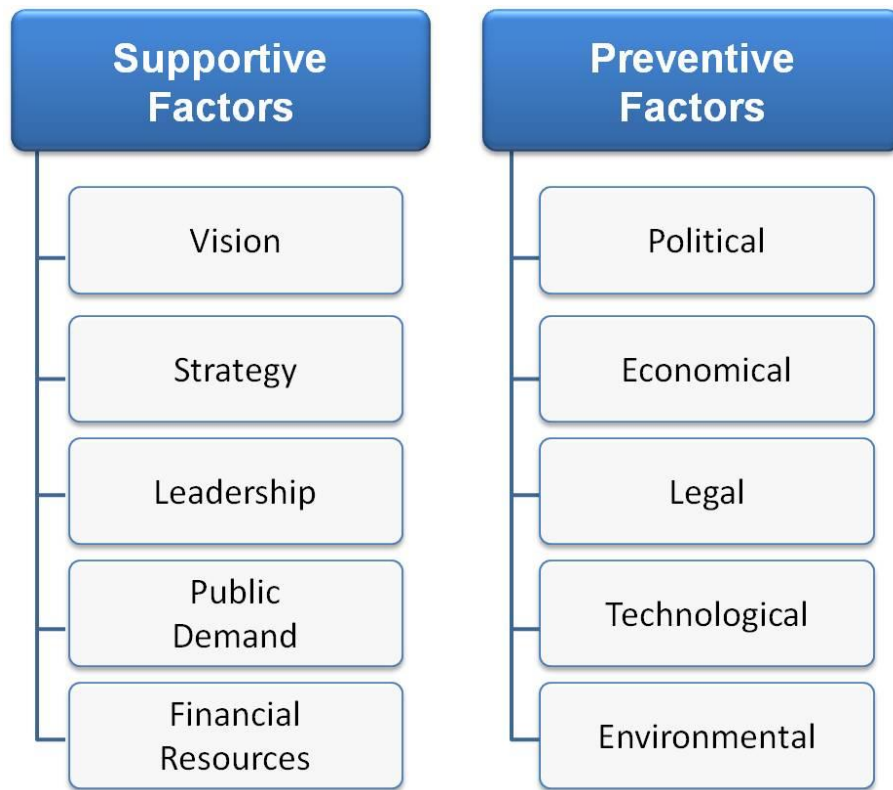 Supportive
Factors
Vision
Strategy
Leadership
Public
Demand
Financial
Resources
Preventive
Factors
Political
Economical
Legal
Technological
Environmental